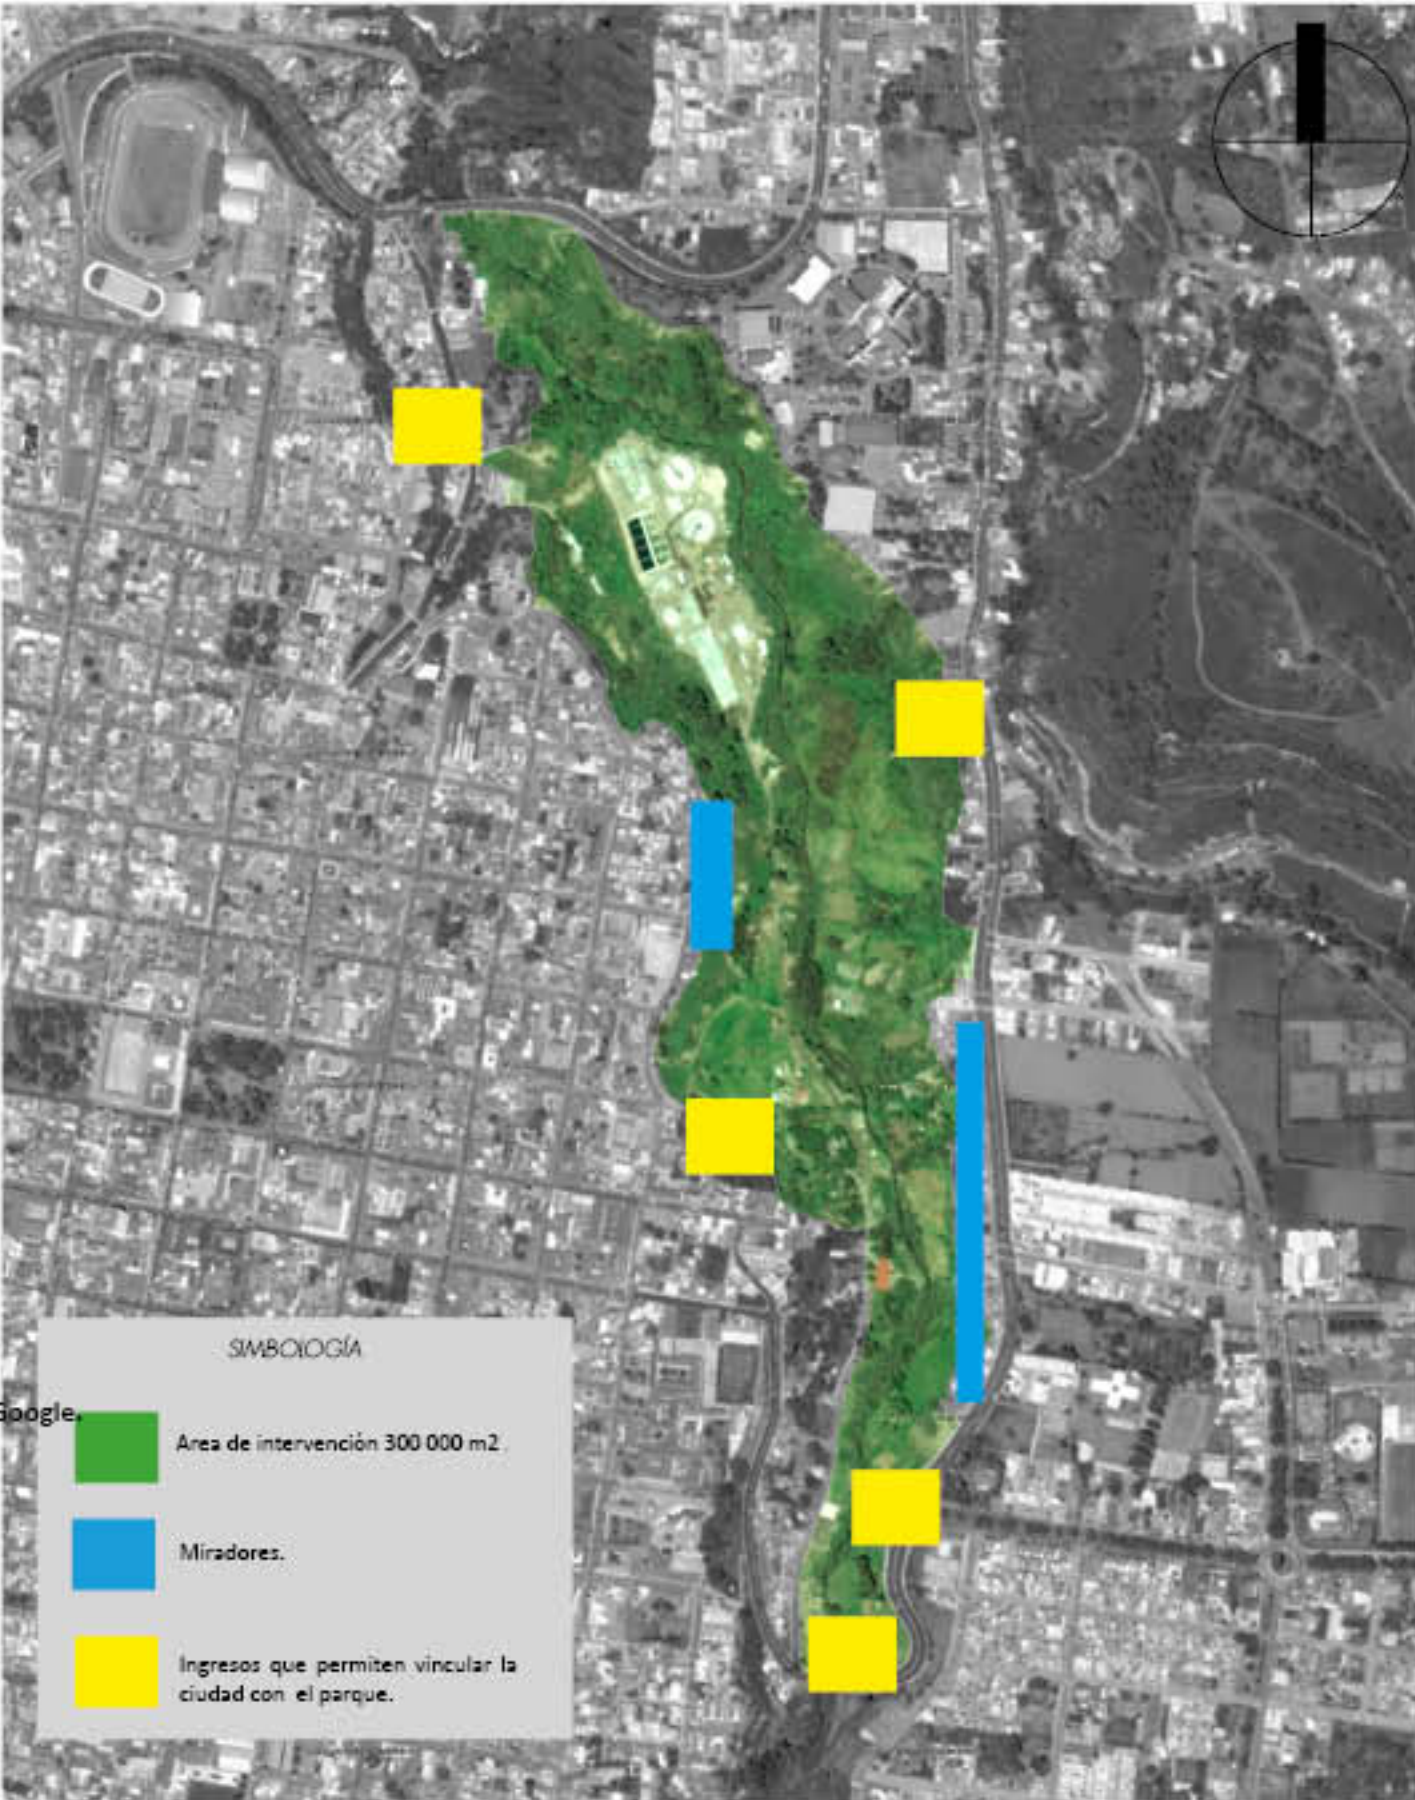 SIMBOLOGÍA
Google.
Area de intervención 300 000 m2 .
Miradores.
Ingresos que permiten vincular la
ciudad con el parque.